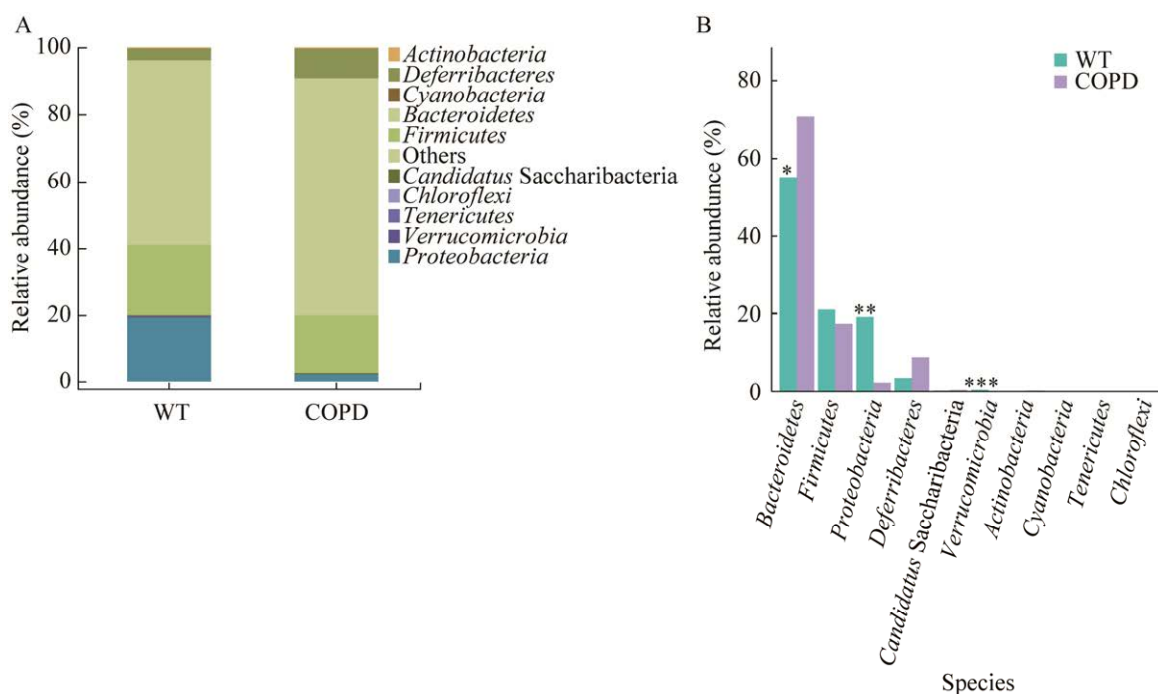 A
Relative abundance (%)
100
80
60
40
20
0
WT
COPD
Actinobacteria
Deferribacteres
Cyanobacteria
Bacteroidetes
Firmicutes
Others
Candidatus Saccharibacteria
Chloroflexi
Tenericutes
Verrucomicrobia
Proteobacteria
B
Relative abundunce (%)
80
60
40
20
0
WT
COPD
*
**
***
Bacteroidetes
Firmicutes
Proteobacteria
Deferribacteres
Candidatus Saccharibacteria
Verrucomicrobia
Actinobacteria
Cyanobacteria
Tenericutes
Chloroflexi
Species